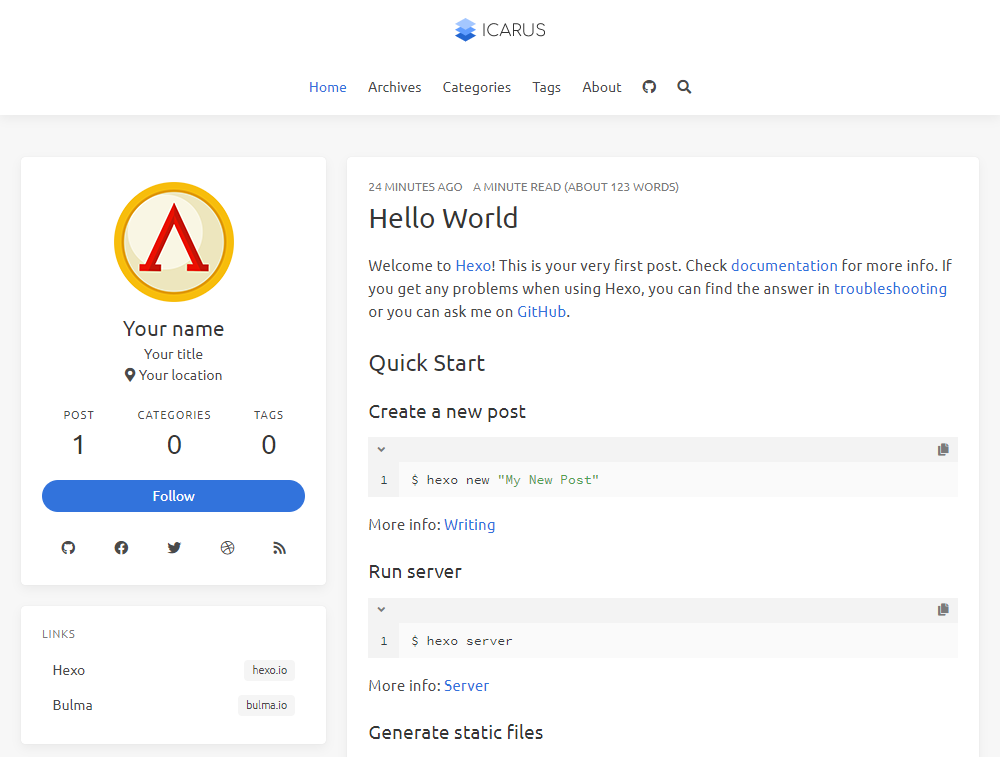 ICARUS
Home Archives Categories Tags About
Your name
Your title
Your location
POST CATEGORIES TAGS
1 0 0
Follow
LINKS
Hexo hexo.io
Bulma bulma.io
24 MINUTES AGO A MINUTE READ (ABOUT 123 WORDS)
Hello World
Welcome to Hexo! This is your very first post. Check documentation for more info. If
you get any problems when using Hexo, you can find the answer in troubleshooting
or you can ask me on GitHub.
Quick Start
Create a new post
1 $ hexo new "My New Post"
More info: Writing
Run server
1 $ hexo server
More info: Server
Generate static files